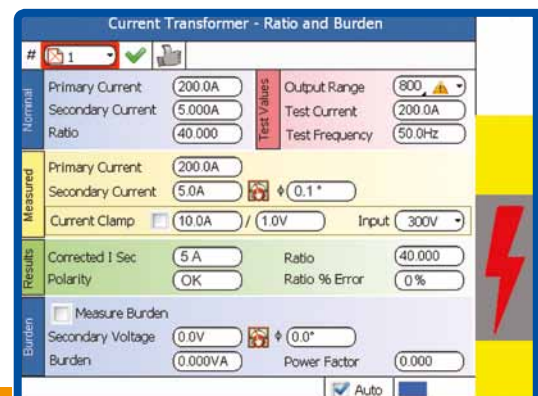 Current Transformer - Ratio and Burden
# 1
Nominal
Primary Current 200.0A
Secondary Current 5.000A
Ratio 40.000
Test Values
Output Range 800
Test Current 200.0A
Test Frequency 50.0Hz
Measured
Primary Current 200.0A
Secondary Current 5.0A ϕ 0.1 °
Current Clamp 10.0A / 1.0V Input 300V
Results
Corrected I Sec 5 A Ratio 40.000
Polarity OK Ratio % Error 0 %
Burden
Measure Burden
Secondary Voltage 0.0V ϕ 0.0°
Burden 0.000VA Power Factor 0.000
Auto